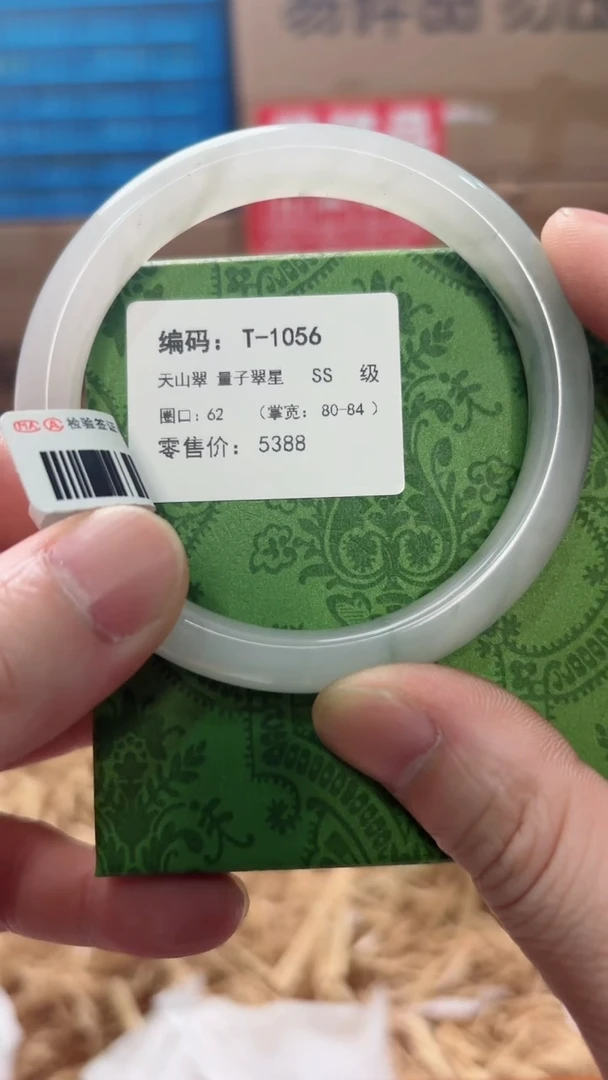 编码：T-1056
天山翠 量子翠星 SS 级
圈口：62 （掌宽：80-84 ）
零售价：5388
MA A 检验签证